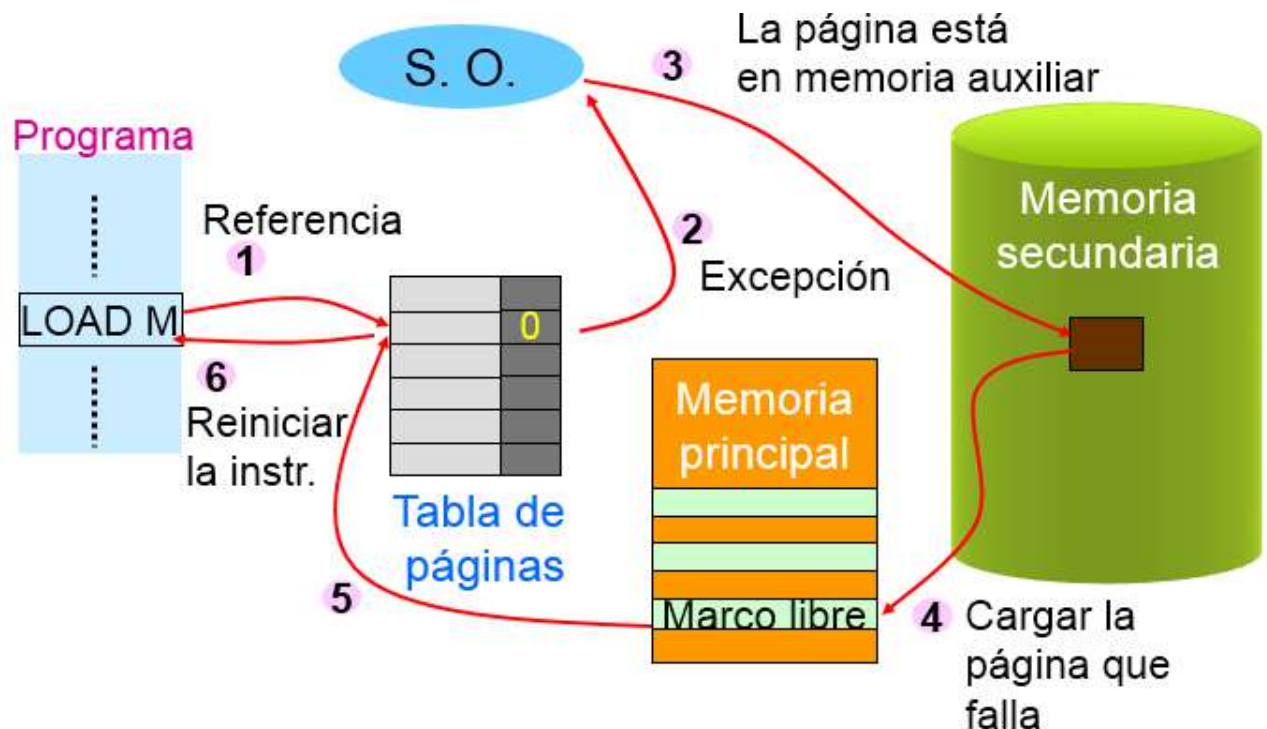 S. O.
3
La página está
en memoria auxiliar
Programa
Referencia
1
2
Excepción
Memoria
secundaria
LOAD M
0
6
Reiniciar
la instr.
Memoria
principal
Tabla de
páginas
5
Marco libre
4
Cargar la
página que
falla